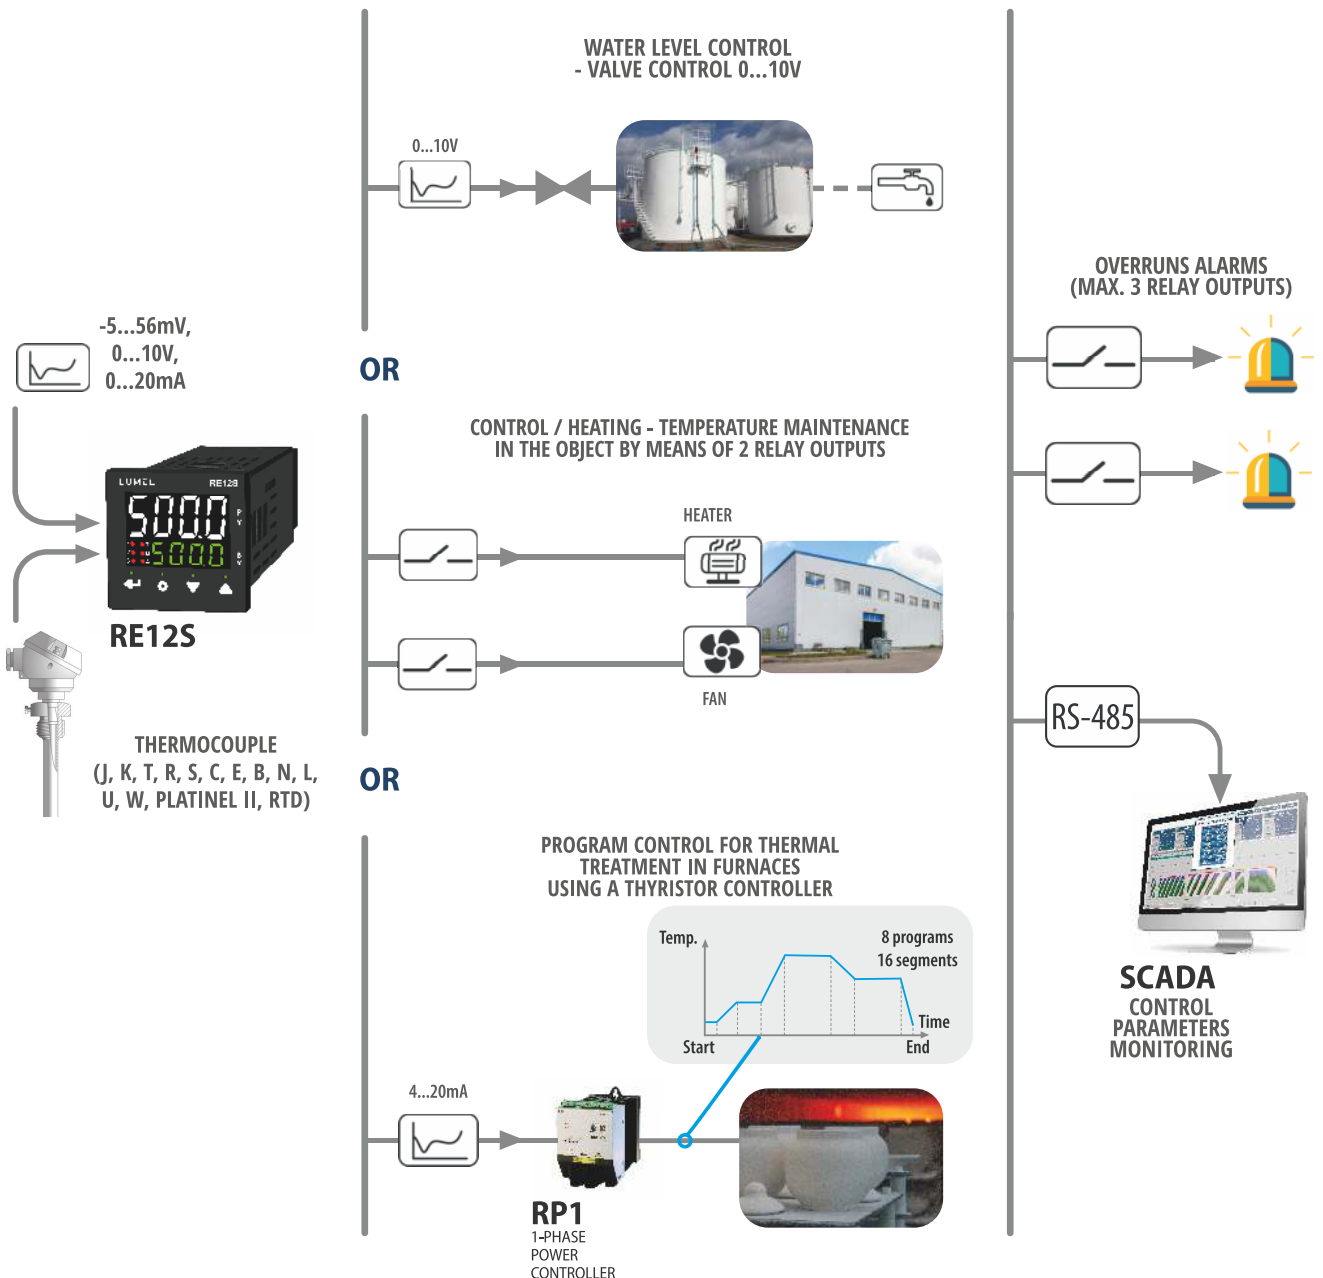 WATER LEVEL CONTROL
- VALVE CONTROL 0...10V
0...10V
-5...56mV,
0...10V,
0...20mA
OR
LUMEL RE12S
500.0
500.0
RE12S
THERMOCOUPLE
(J, K, T, R, S, C, E, B, N, L,
U, W, PLATINEL II, RTD)
CONTROL / HEATING - TEMPERATURE MAINTENANCE
IN THE OBJECT BY MEANS OF 2 RELAY OUTPUTS
HEATER
FAN
OR
PROGRAM CONTROL FOR THERMAL
TREATMENT IN FURNACES
USING A THYRISTOR CONTROLLER
Temp.
8 programs
16 segments
Time
Start
End
4...20mA
RP1
1-PHASE
POWER
CONTROLLER
OVERRUNS ALARMS
(MAX. 3 RELAY OUTPUTS)
RS-485
SCADA
CONTROL
PARAMETERS
MONITORING